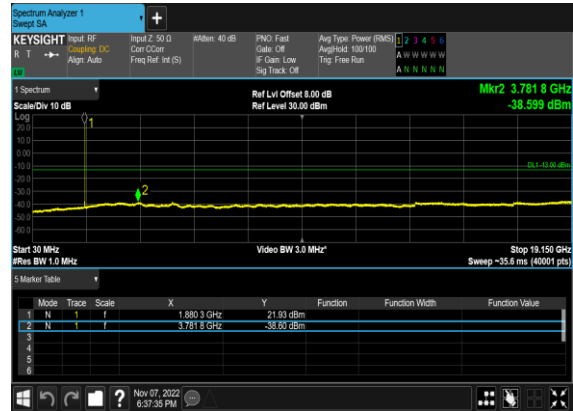 Spectrum Analyzer 1
Swept SA
+
KEYSIGHT Input: RF Input Z: 50 Ω #Atten: 40 dB PNO: Fast Avg Type: Power (RMS) 1 2 3 4 5 6
R T Coupling: DC Corr CCorr Gate: Off Avg|Hold: 100/100 A W W W W W
Align: Auto Freq Ref: Int (S) IF Gain: Low Trig: Free Run
Sig Track: Off A N N N N N
LW
1 Spectrum Ref Lvl Offset 8.00 dB Mkr2 3.781 8 GHz
Scale/Div 10 dB Ref Level 30.00 dBm -38.599 dBm
Log
20.0
10.0
0.00
-10.0
DL1 -13.00 dBm
-20.0
-30.0
-40.0
-50.0
-60.0
1
2
Start 30 MHz Video BW 3.0 MHz* Stop 19.150 GHz
#Res BW 1.0 MHz Sweep ~35.6 ms (40001 pts)
5 Marker Table
Mode Trace Scale X Y Function Function Width Function Value
1 N 1 f 1.880 3 GHz 21.93 dBm
2 N 1 f 3.781 8 GHz -38.60 dBm
3
4
5
6
? Nov 07, 2022
6:37:35 PM